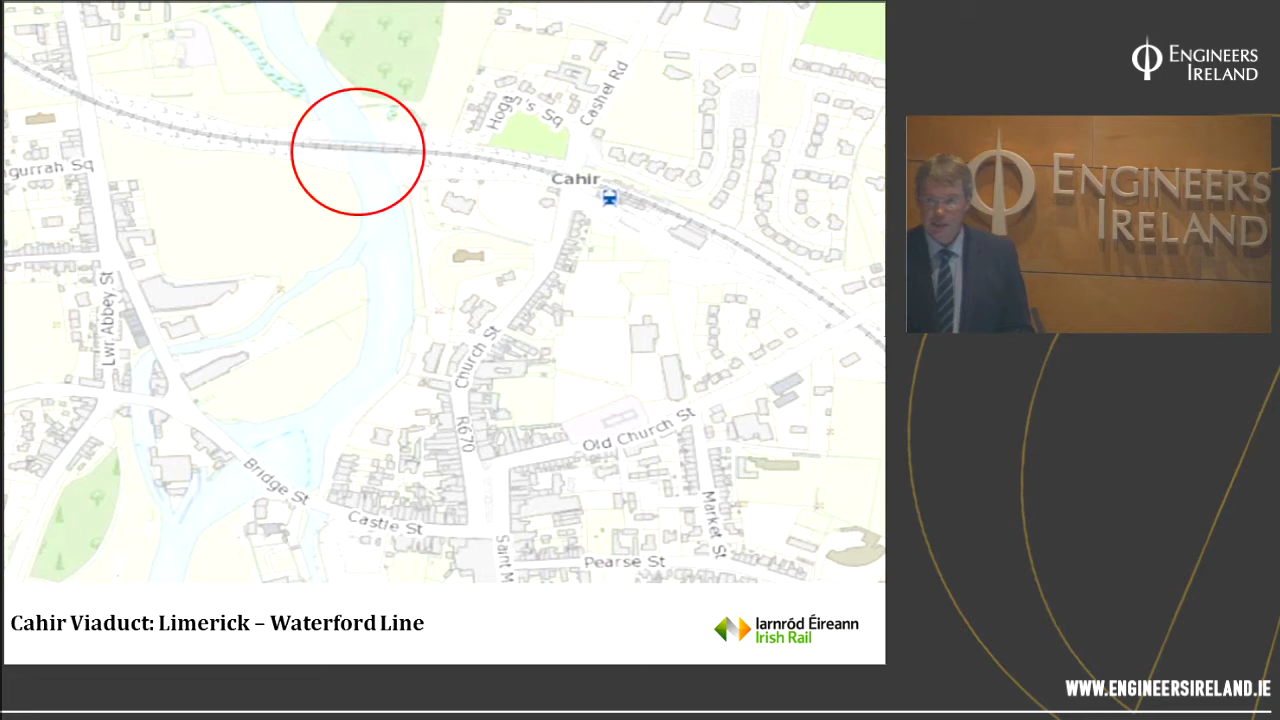 Hogan's Sq
Cashel Rd
gurrah Sq
Cahir
Lwr Abbey St
Church St
R670
Old Church St
Bridge St
Castle St
Market St
Saint M
Pearse St
Cahir Viaduct: Limerick – Waterford Line
Iarnród Éireann
Irish Rail
ENGINEERS
IRELAND
ENGINEERS
IRELAND
WWW.ENGINEERSIRELAND.IE